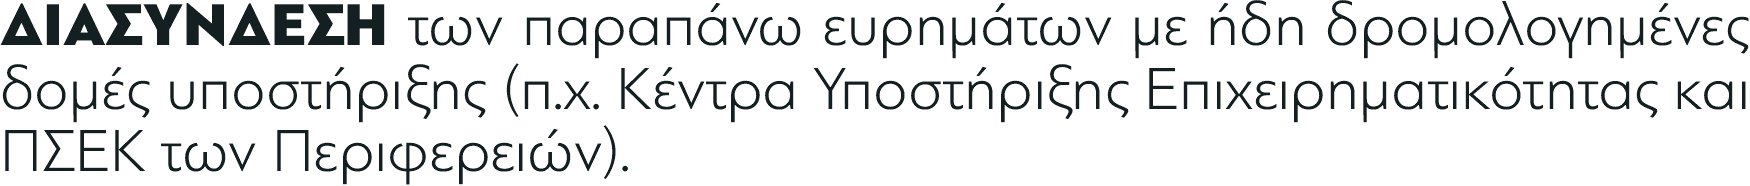 ΔΙΑΣΥΝΔΕΣΗ των παραπάνω ευρημάτων με ήδη δρομολογημένες
δομές υποστήριξης (π.χ. Κέντρα Υποστήριξης Επιχειρηματικότητας και
ΠΣΕΚ των Περιφερειών).